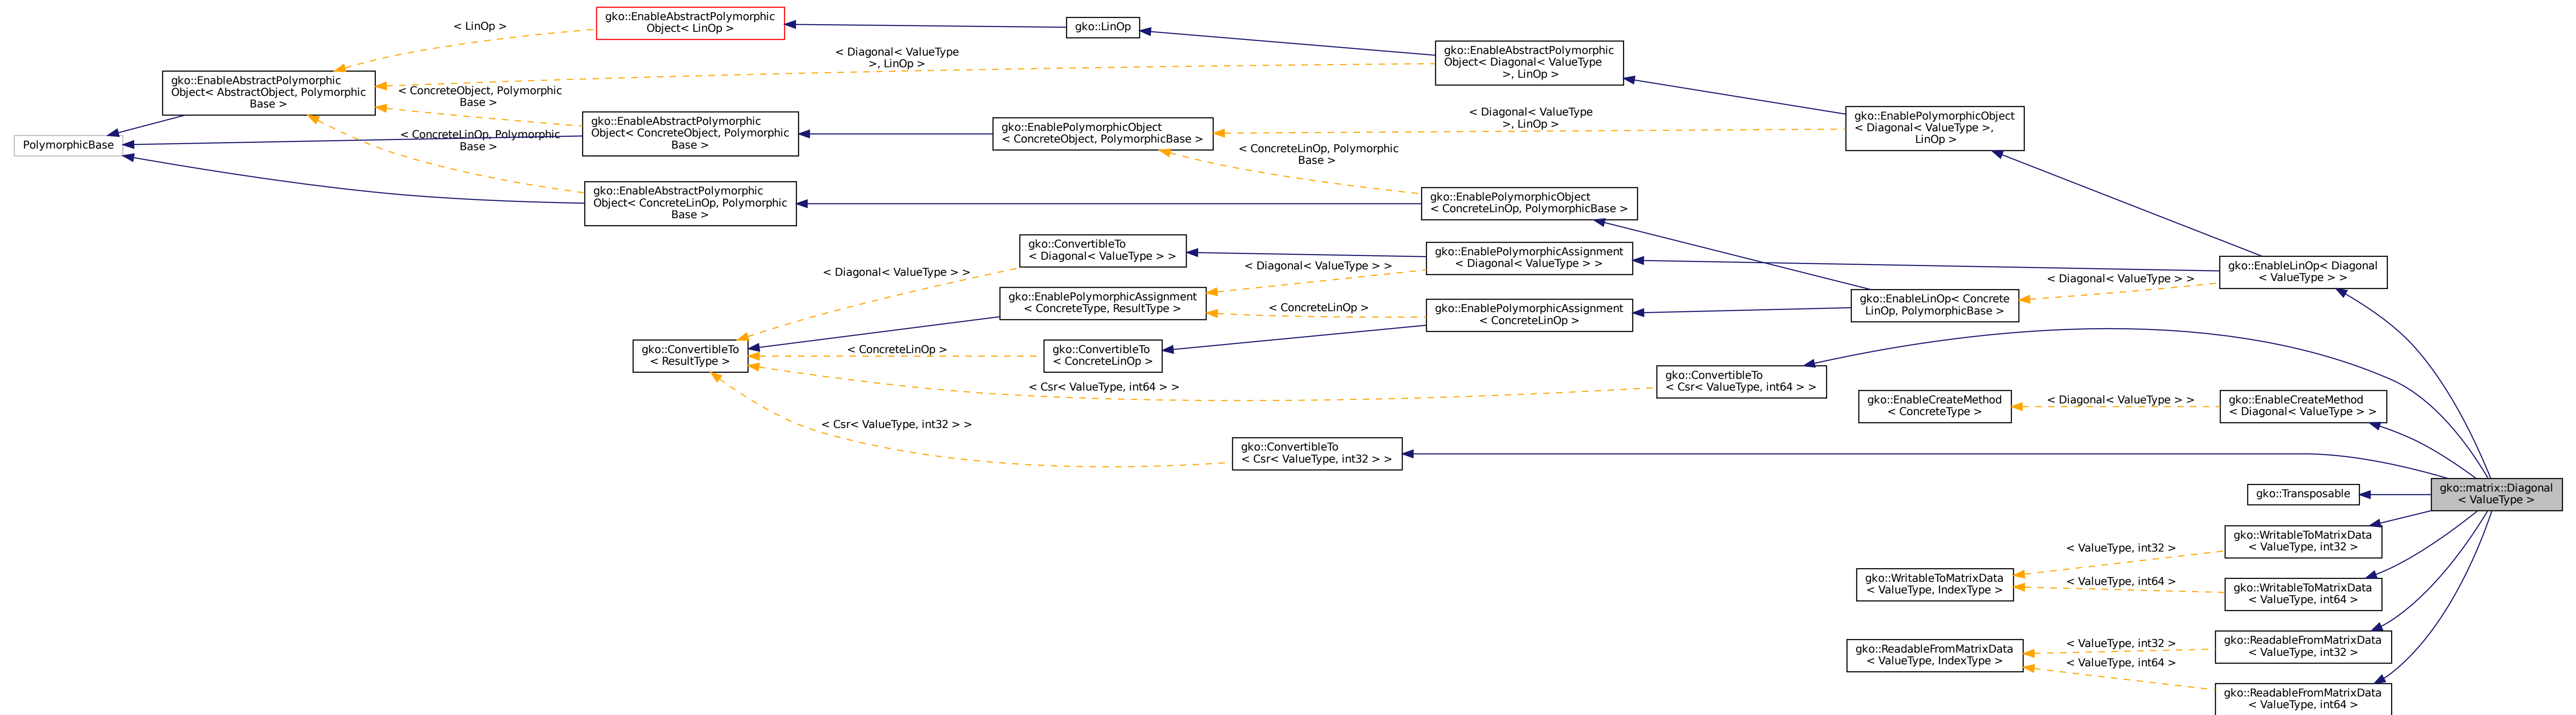 gko::EnableAbstractPolymorphic
Object< LinOp >
gko::LinOp
< LinOp >
gko::EnableAbstractPolymorphic
Object< Diagonal< ValueType
>, LinOp >
< Diagonal< ValueType
>, LinOp >
gko::EnableAbstractPolymorphic
Object< AbstractObject, Polymorphic
Base >
< ConcreteObject, Polymorphic
Base >
gko::EnableAbstractPolymorphic
Object< ConcreteObject, Polymorphic
Base >
gko::EnablePolymorphicObject
< ConcreteObject, PolymorphicBase >
< Diagonal< ValueType
>, LinOp >
gko::EnablePolymorphicObject
< Diagonal< ValueType >,
LinOp >
PolymorphicBase
< ConcreteLinOp, Polymorphic
Base >
< ConcreteLinOp, Polymorphic
Base >
gko::EnableAbstractPolymorphic
Object< ConcreteLinOp, Polymorphic
Base >
gko::EnablePolymorphicObject
< ConcreteLinOp, PolymorphicBase >
gko::ConvertibleTo
< Diagonal< ValueType > >
gko::EnablePolymorphicAssignment
< Diagonal< ValueType > >
gko::EnableLinOp< Diagonal
< ValueType > >
< Diagonal< ValueType > >
< Diagonal< ValueType > >
< Diagonal< ValueType > >
gko::EnablePolymorphicAssignment
< ConcreteType, ResultType >
< ConcreteLinOp >
gko::EnablePolymorphicAssignment
< ConcreteLinOp >
gko::EnableLinOp< Concrete
LinOp, PolymorphicBase >
gko::ConvertibleTo
< ResultType >
< ConcreteLinOp >
gko::ConvertibleTo
< ConcreteLinOp >
< Csr< ValueType, int64 > >
gko::ConvertibleTo
< Csr< ValueType, int64 > >
gko::EnableCreateMethod
< ConcreteType >
< Diagonal< ValueType > >
gko::EnableCreateMethod
< Diagonal< ValueType > >
< Csr< ValueType, int32 > >
gko::ConvertibleTo
< Csr< ValueType, int32 > >
gko::Transposable
gko::matrix::Diagonal
< ValueType >
gko::WritableToMatrixData
< ValueType, int32 >
< ValueType, int32 >
gko::WritableToMatrixData
< ValueType, IndexType >
< ValueType, int64 >
gko::WritableToMatrixData
< ValueType, int64 >
gko::ReadableFromMatrixData
< ValueType, int32 >
< ValueType, int32 >
gko::ReadableFromMatrixData
< ValueType, IndexType >
< ValueType, int64 >
gko::ReadableFromMatrixData
< ValueType, int64 >